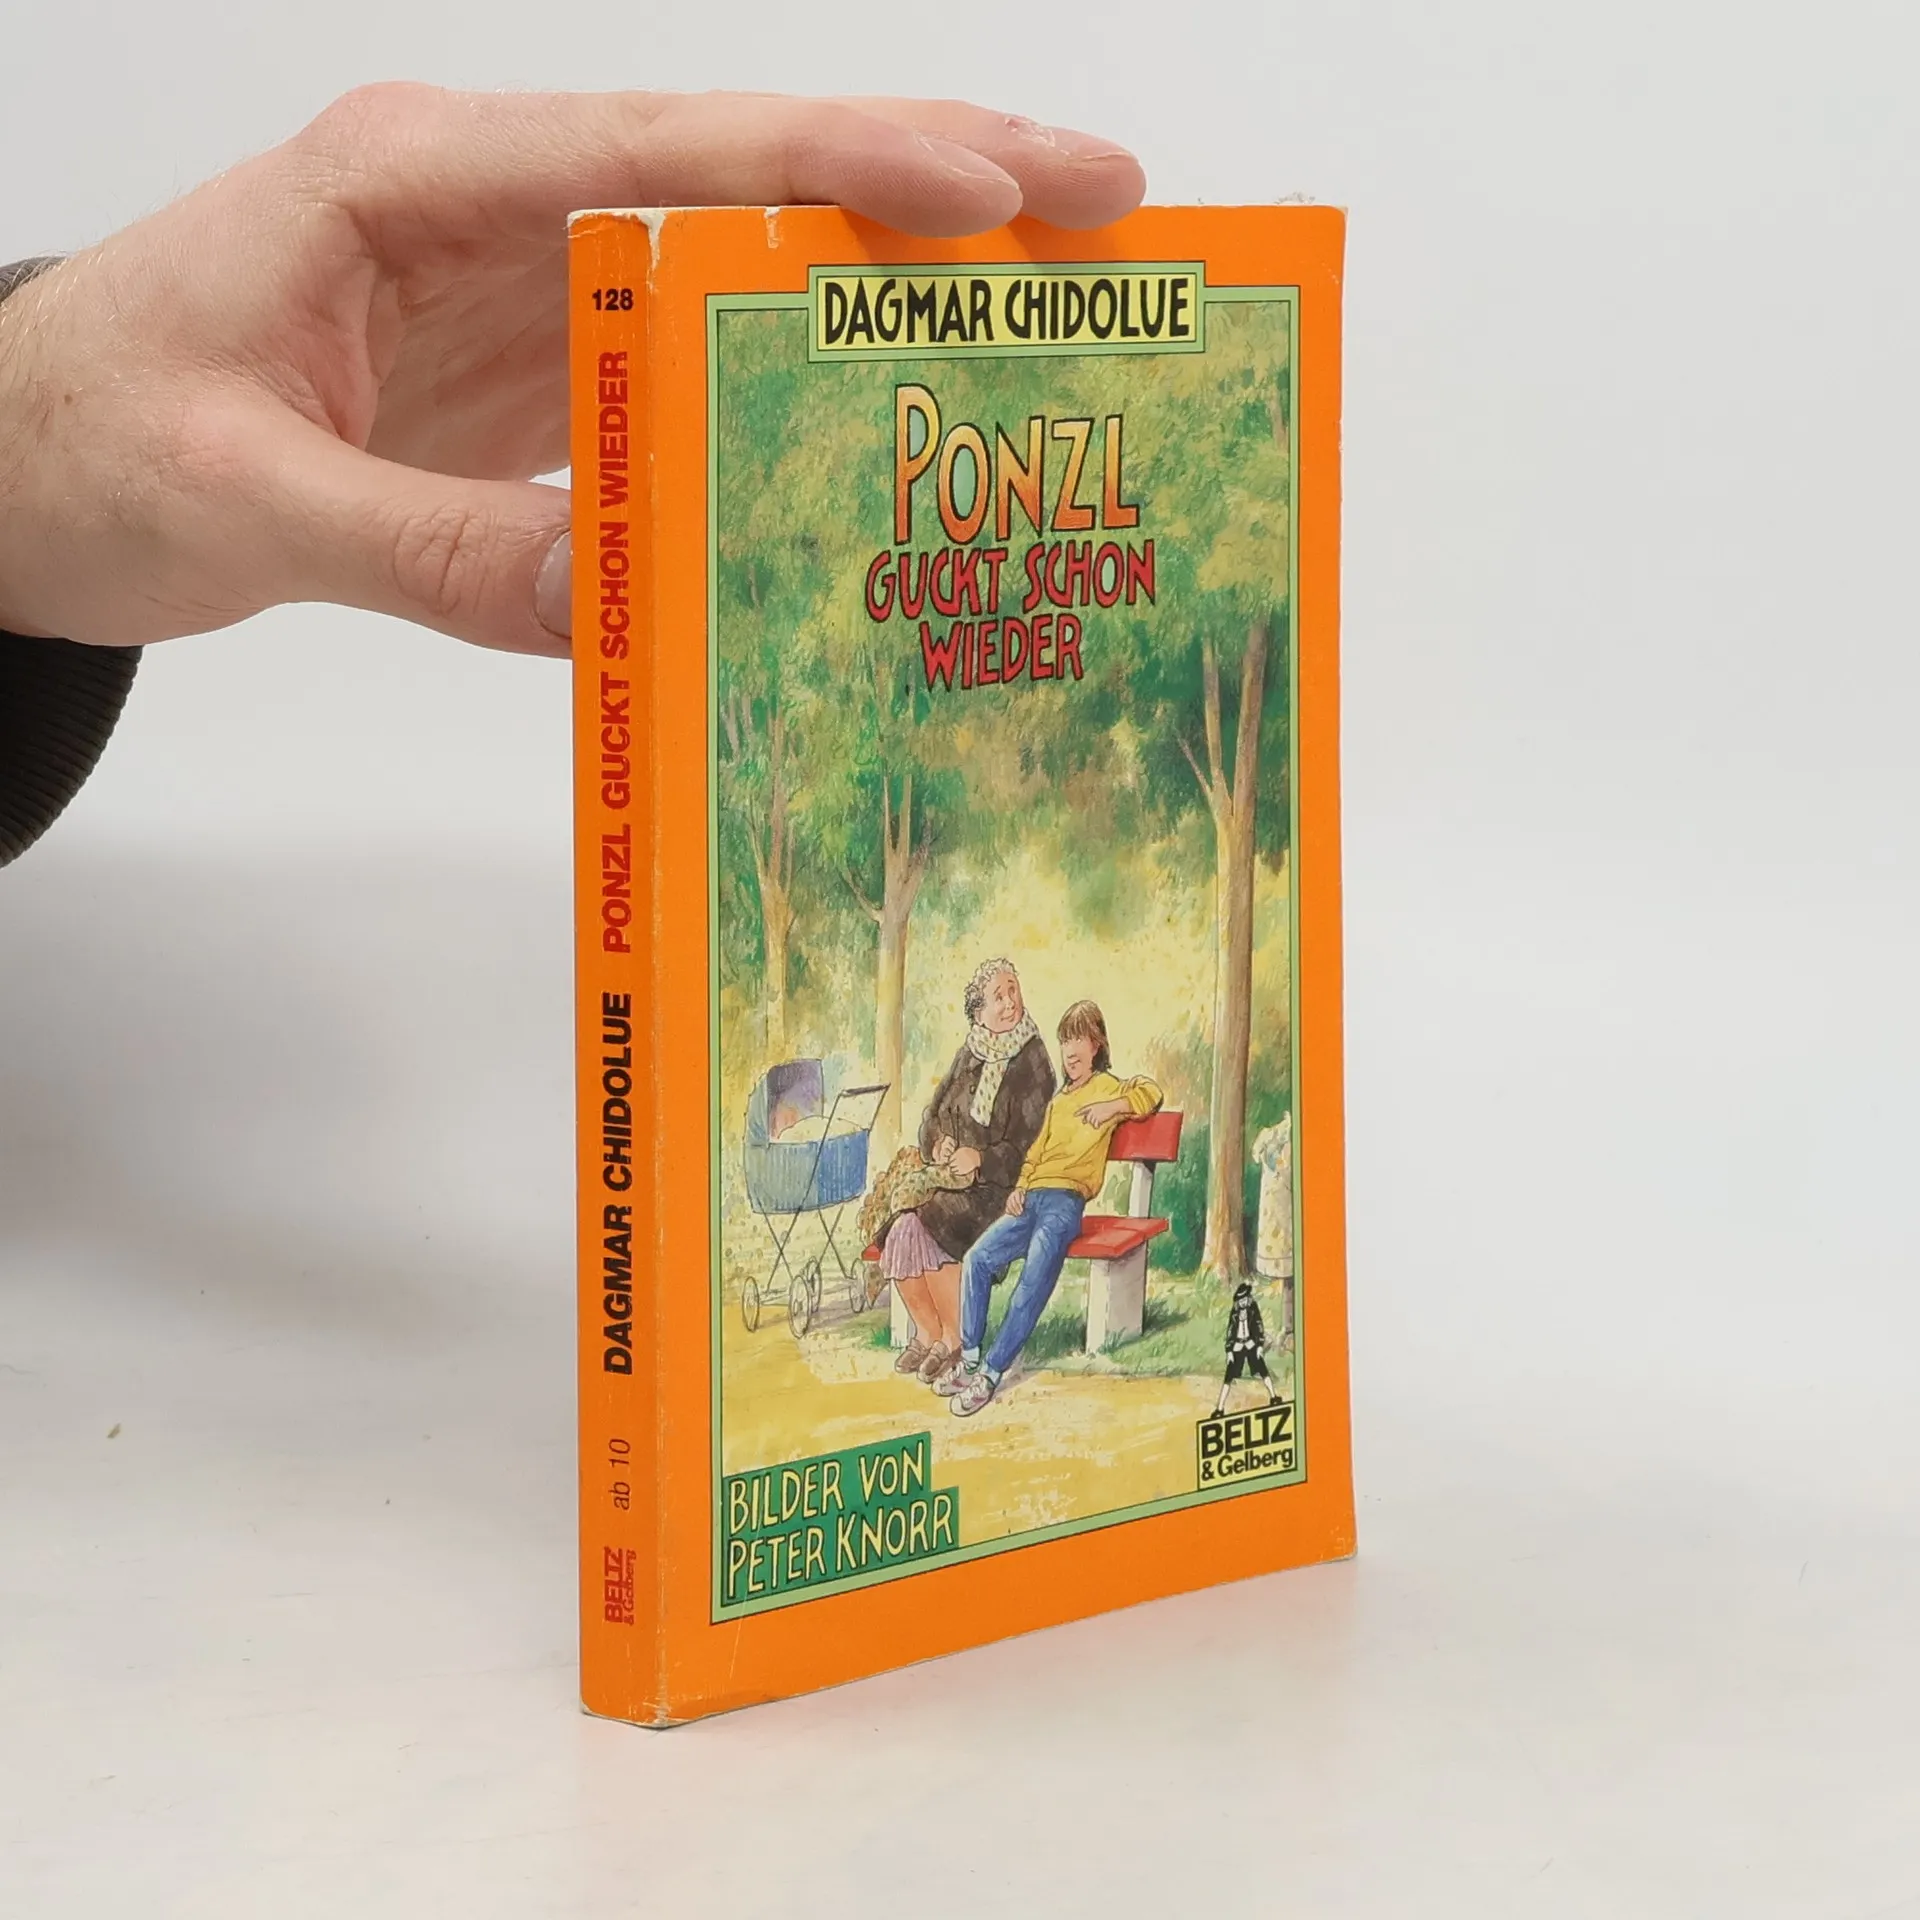 128
PONZL GUCKT SCHON WIEDER
DAGMAR CHIDOLUE
ab 10
BELTZ
& Gelberg
DAGMAR CHIDOLUE
PONZL
GUCKT SCHON
WIEDER
BILDER VON
PETER KNORR
BELTZ
& Gelberg